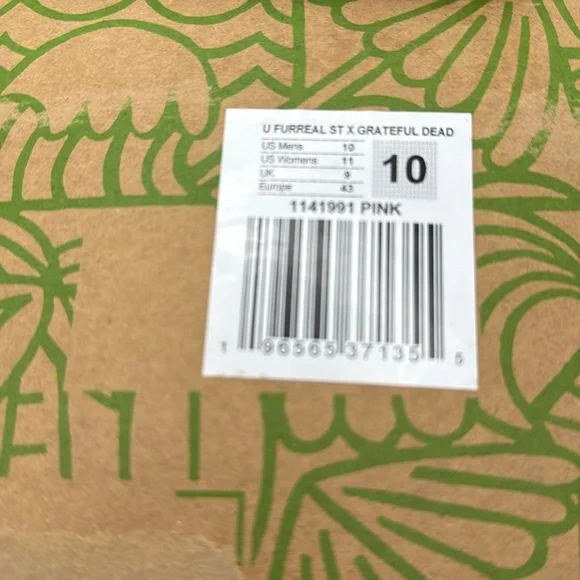 U FURREAL ST X GRATEFUL DEAD
US Mens 10
US Womens 11
UK 9
Europe 43
10
1141991 PINK
1 96565 37135 5